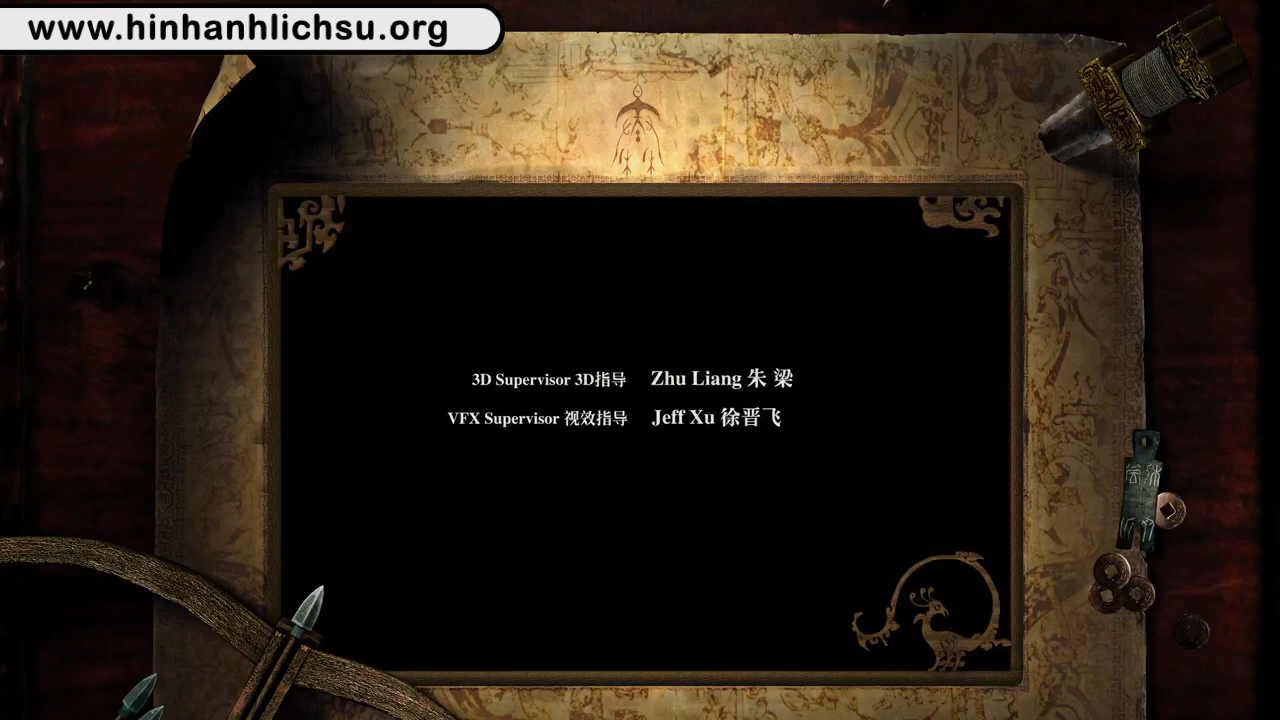 www.hinhanhlichsu.org
3D Supervisor 3D指导 Zhu Liang 朱 梁
VFX Supervisor 视效指导 Jeff Xu 徐晋飞